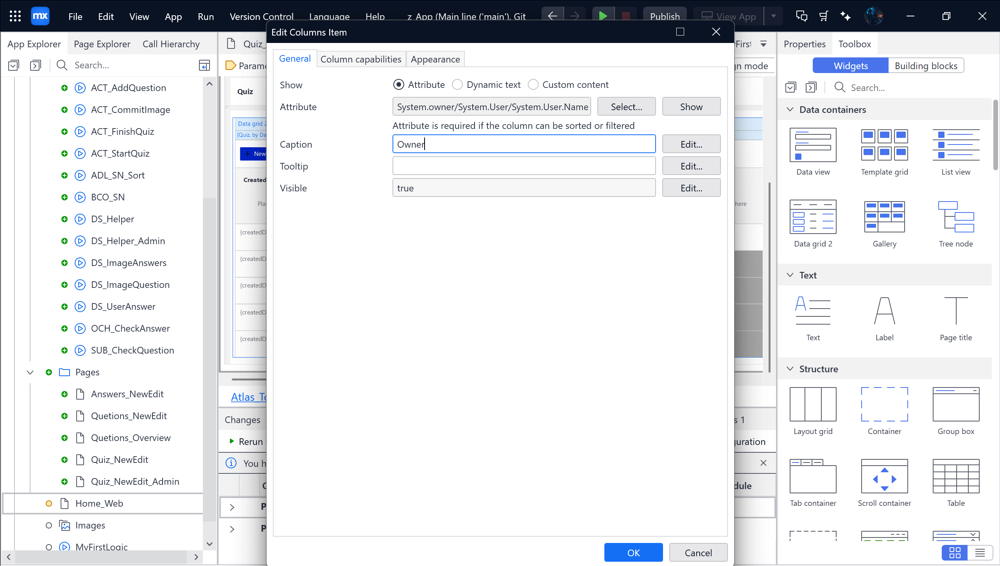 mx File Edit View App Run Version Control Language Help z App (Main line ('main'), Git Publish View App
Edit Columns Item
App Explorer Page Explorer Call Hierarchy
Search...
ACT_AddQuestion
ACT_CommitImage
ACT_FinishQuiz
ACT_StartQuiz
ADL_SN_Sort
BCO_SN
DS_Helper
DS_Helper_Admin
DS_ImageAnswers
DS_ImageQuestion
DS_UserAnswer
OCH_CheckAnswer
SUB_CheckQuestion
Pages
Answers_NewEdit
Quetions_NewEdit
Quetions_Overview
Quiz_NewEdit
Quiz_NewEdit_Admin
Home_Web
Images
MyFirstLogic
Quiz_
Parame
Quiz
Data grid 2
[Quiz, by Da
New
Created
Plac
{createdD
{createdD
{createdD
{createdD
{createdD
Atlas_To
Changes
Rerun
You h
General Column capabilities Appearance
Show Attribute Dynamic text Custom content
Attribute System.owner/System.User/System.User.Name Select... Show
Attribute is required if the column can be sorted or filtered
Caption Owner Edit...
Tooltip Edit...
Visible true Edit...
OK Cancel
yFirst
gn mode
here
s 1
guration
dule
Properties Toolbox
Widgets Building blocks
Search...
Data containers
Data view Template grid List view
Data grid 2 Gallery Tree node
Text
Text Label Page title
Structure
Layout grid Container Group box
Tab container Scroll container Table